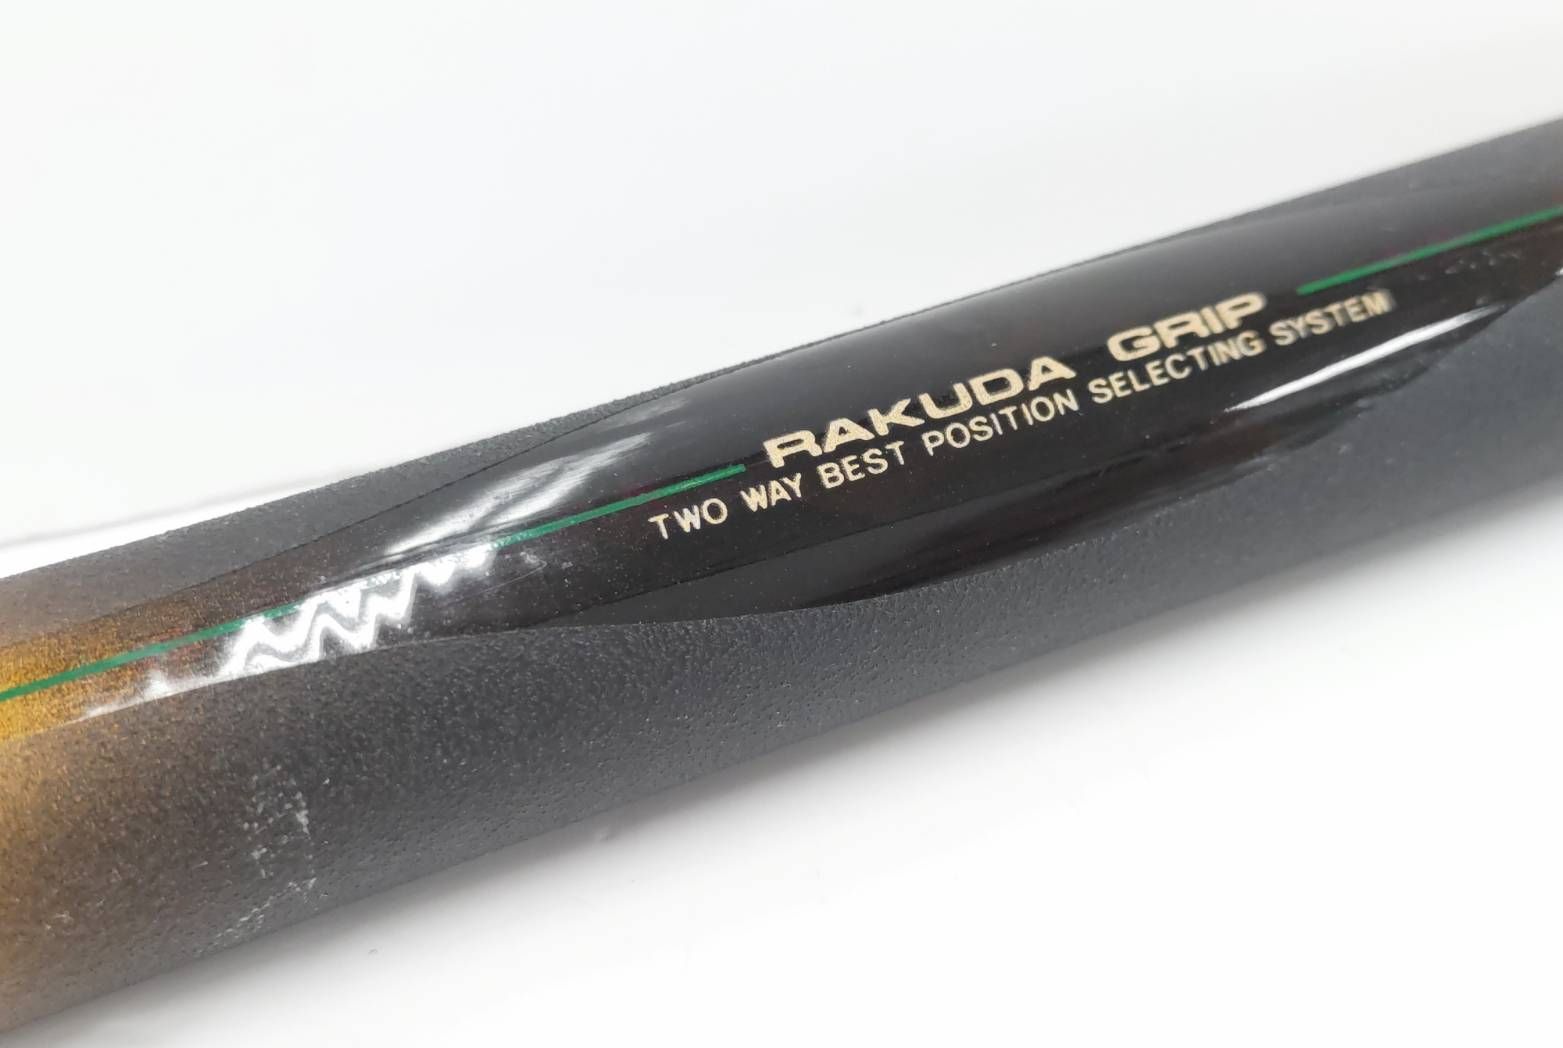 RAKUDA GRIP
TWO WAY BEST POSITION SELECTING SYSTEM